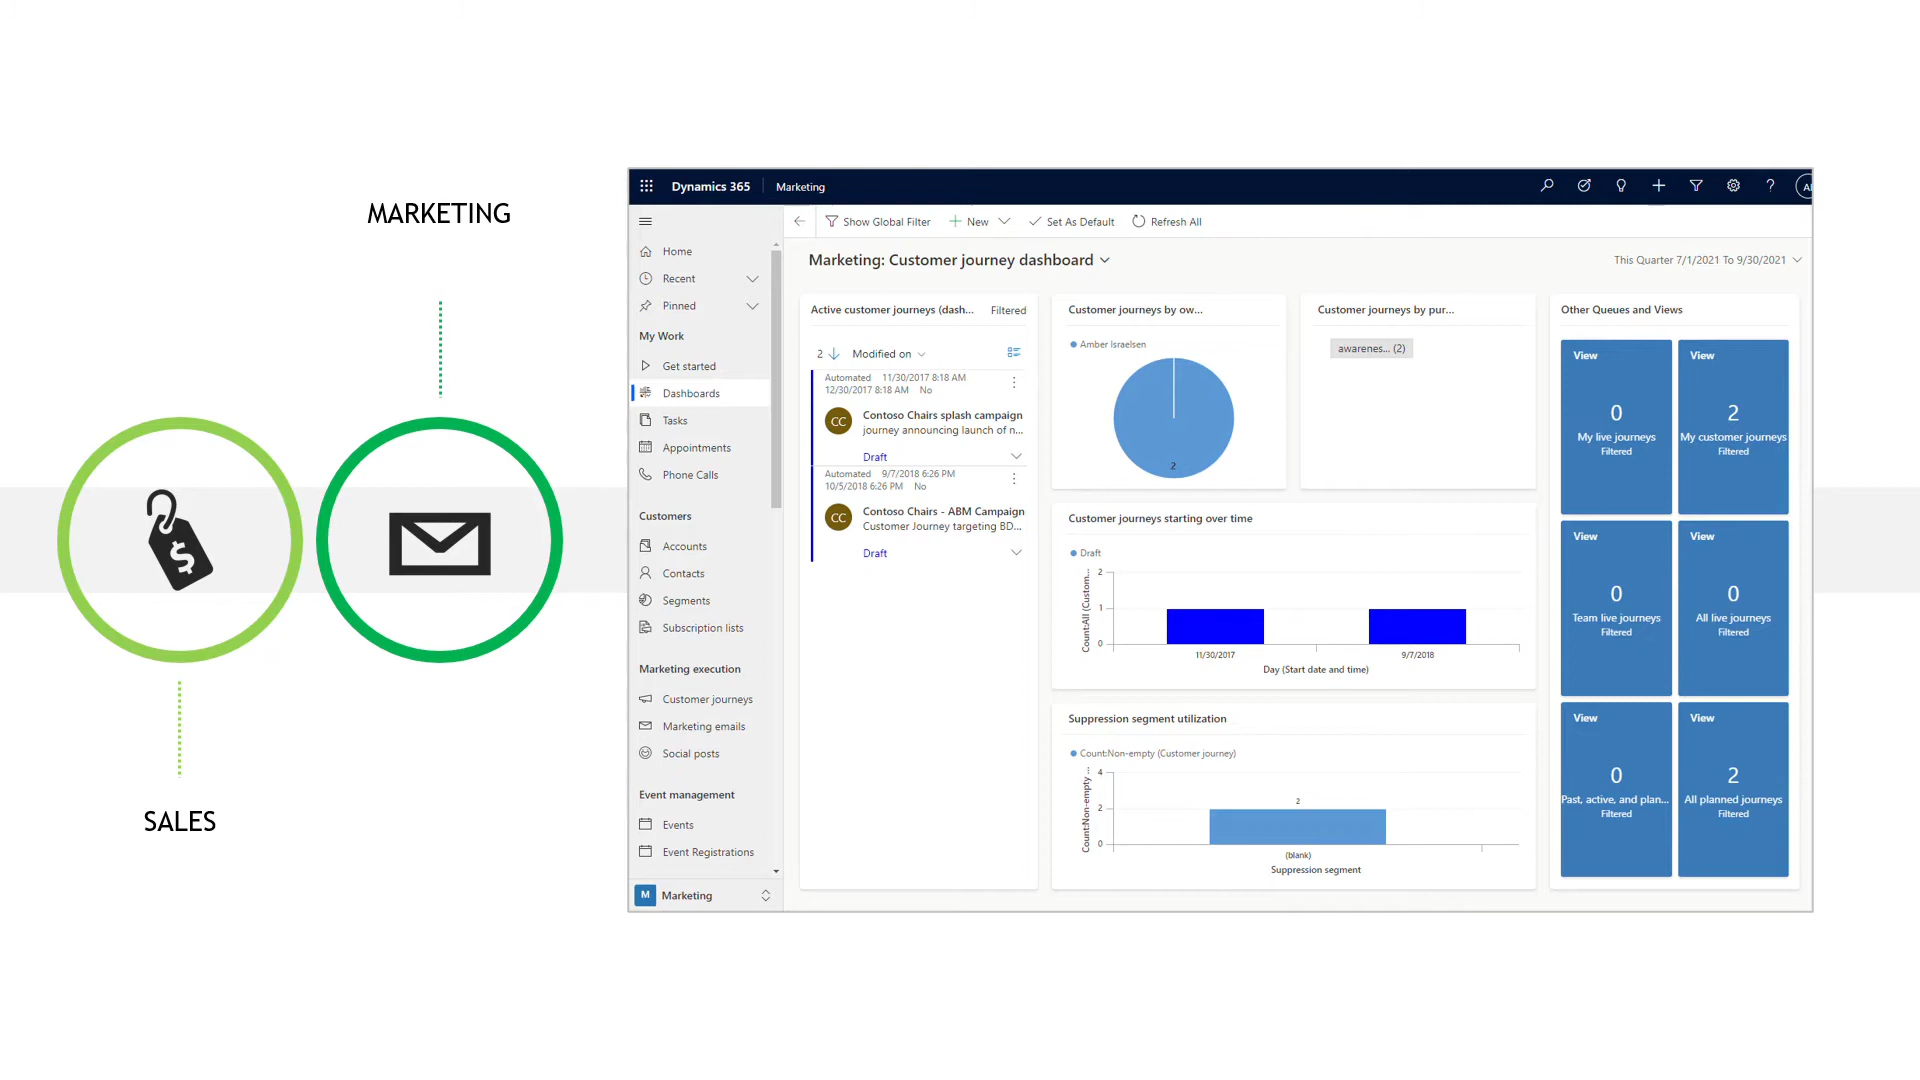 MARKETING
SALES
Dynamics 365
Marketing
AI
Show Global Filter
New
Set As Default
Refresh All
Home
Recent
Pinned
My Work
Get started
Dashboards
Tasks
Appointments
Phone Calls
Customers
Accounts
Contacts
Segments
Subscription lists
Marketing execution
Customer journeys
Marketing emails
Social posts
Event management
Events
Event Registrations
M
Marketing
Marketing: Customer journey dashboard
This Quarter 7/1/2021 To 9/30/2021
Active customer journeys (dash...
Filtered
2
Modified on
Automated 11/30/2017 8:18 AM
12/30/2017 8:18 AM No
CC
Contoso Chairs splash campaign
journey announcing launch of n...
Draft
Automated 9/7/2018 6:26 PM
10/5/2018 6:26 PM No
CC
Contoso Chairs - ABM Campaign
Customer Journey targeting BD...
Draft
Customer journeys by ow...
Amber Israelsen
2
Customer journeys by pur...
awarenes... (2)
Customer journeys starting over time
Draft
Count:All (Custom...
2
1
0
11/30/2017
9/7/2018
Day (Start date and time)
Suppression segment utilization
Count:Non-empty (Customer journey)
Count:Non-empty ...
4
2
0
2
(blank)
Suppression segment
Other Queues and Views
View
0
My live journeys
Filtered
View
2
My customer journeys
Filtered
View
0
Team live journeys
Filtered
View
0
All live journeys
Filtered
View
0
Past, active, and plan...
Filtered
View
2
All planned journeys
Filtered